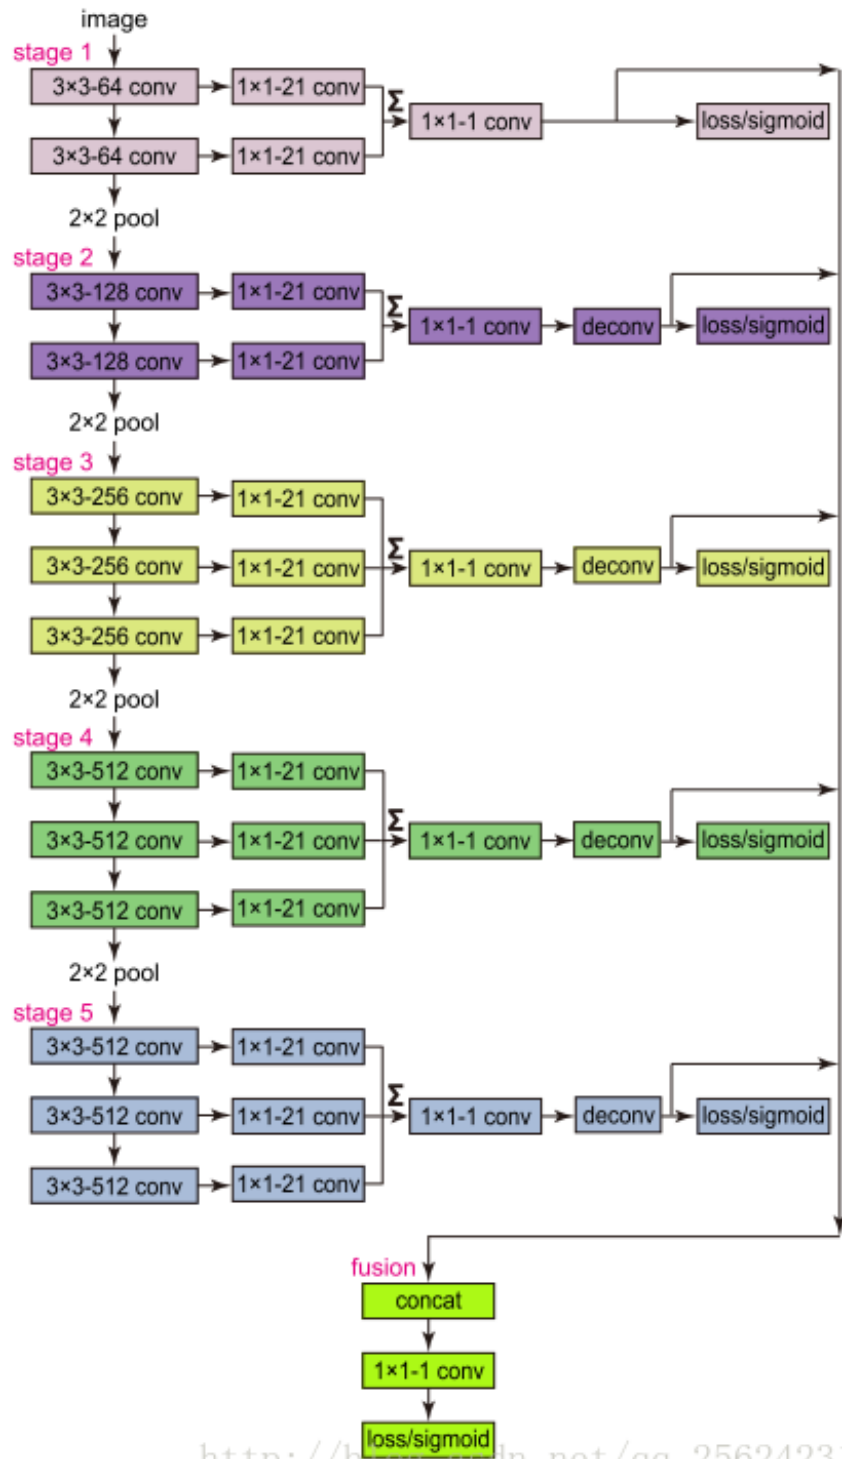 image
stage 1
3×3-64 conv 1×1-21 conv
Σ
1×1-1 conv loss/sigmoid
3×3-64 conv 1×1-21 conv
2×2 pool
stage 2
3×3-128 conv 1×1-21 conv
Σ
1×1-1 conv deconv loss/sigmoid
3×3-128 conv 1×1-21 conv
2×2 pool
stage 3
3×3-256 conv 1×1-21 conv
Σ
3×3-256 conv 1×1-21 conv 1×1-1 conv deconv loss/sigmoid
3×3-256 conv 1×1-21 conv
2×2 pool
stage 4
3×3-512 conv 1×1-21 conv
Σ
3×3-512 conv 1×1-21 conv 1×1-1 conv deconv loss/sigmoid
3×3-512 conv 1×1-21 conv
2×2 pool
stage 5
3×3-512 conv 1×1-21 conv
Σ
3×3-512 conv 1×1-21 conv 1×1-1 conv deconv loss/sigmoid
3×3-512 conv 1×1-21 conv
fusion
concat
1×1-1 conv
loss/sigmoid